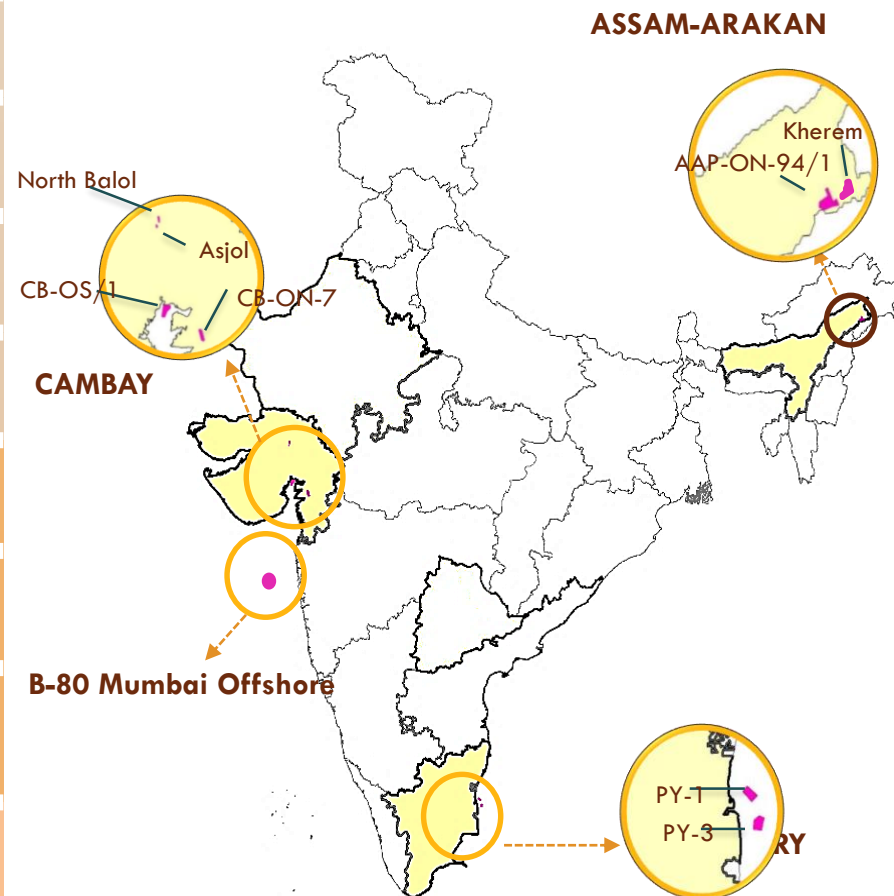 ASSAM-ARAKAN
Kherem
AAP-ON-94/1
North Balol
Asjol
CB-OS/1
CB-ON-7
CAMBAY
B-80 Mumbai Offshore
PY-1
PY-3
RY